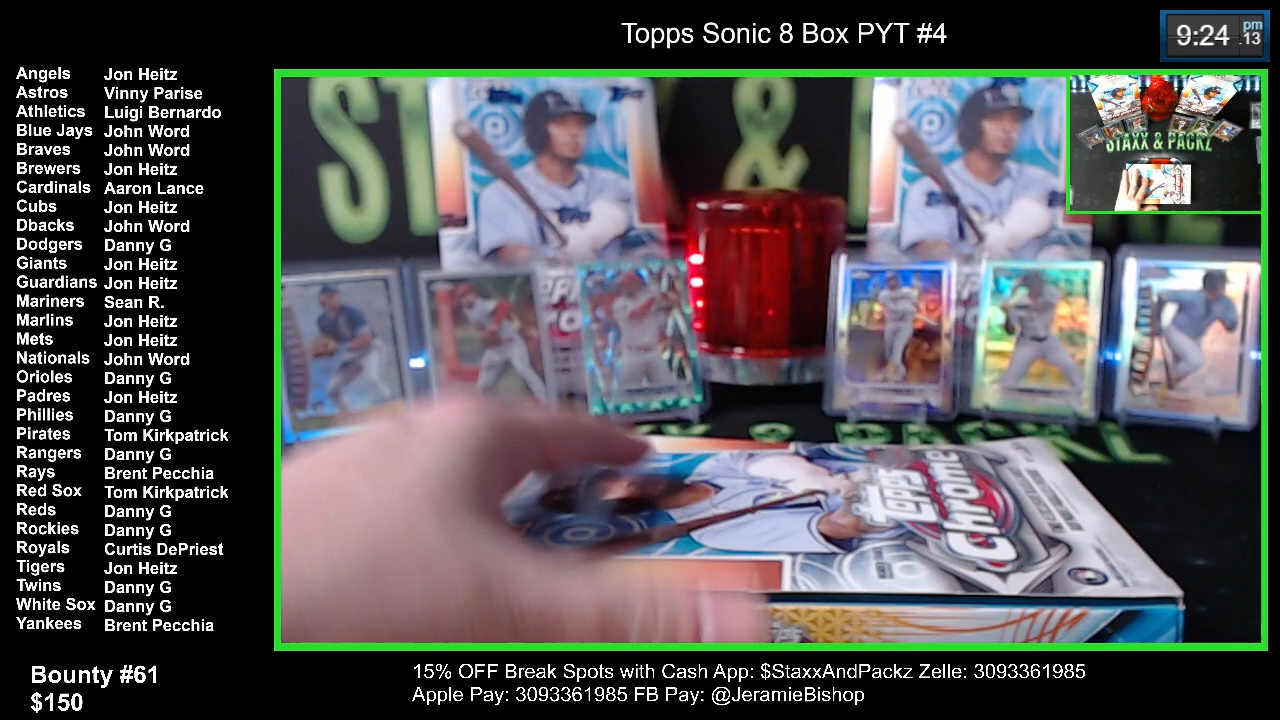 Topps Sonic 8 Box PYT #4
9:24 pm
.13
Angels Jon Heitz
Astros Vinny Parise
Athletics Luigi Bernardo
Blue Jays John Word
Braves John Word
Brewers Jon Heitz
Cardinals Aaron Lance
Cubs Jon Heitz
Dbacks John Word
Dodgers Danny G
Giants Jon Heitz
Guardians Jon Heitz
Mariners Sean R.
Marlins Jon Heitz
Mets Jon Heitz
Nationals John Word
Orioles Danny G
Padres Jon Heitz
Phillies Danny G
Pirates Tom Kirkpatrick
Rangers Danny G
Rays Brent Pecchia
Red Sox Tom Kirkpatrick
Reds Danny G
Rockies Danny G
Royals Curtis DePriest
Tigers Jon Heitz
Twins Danny G
White Sox Danny G
Yankees Brent Pecchia
STAXX & PACKZ
Topps
Chrome
Bounty #61
$150
15% OFF Break Spots with Cash App: $StaxxAndPackz Zelle: 3093361985
Apple Pay: 3093361985 FB Pay: @JeramieBishop